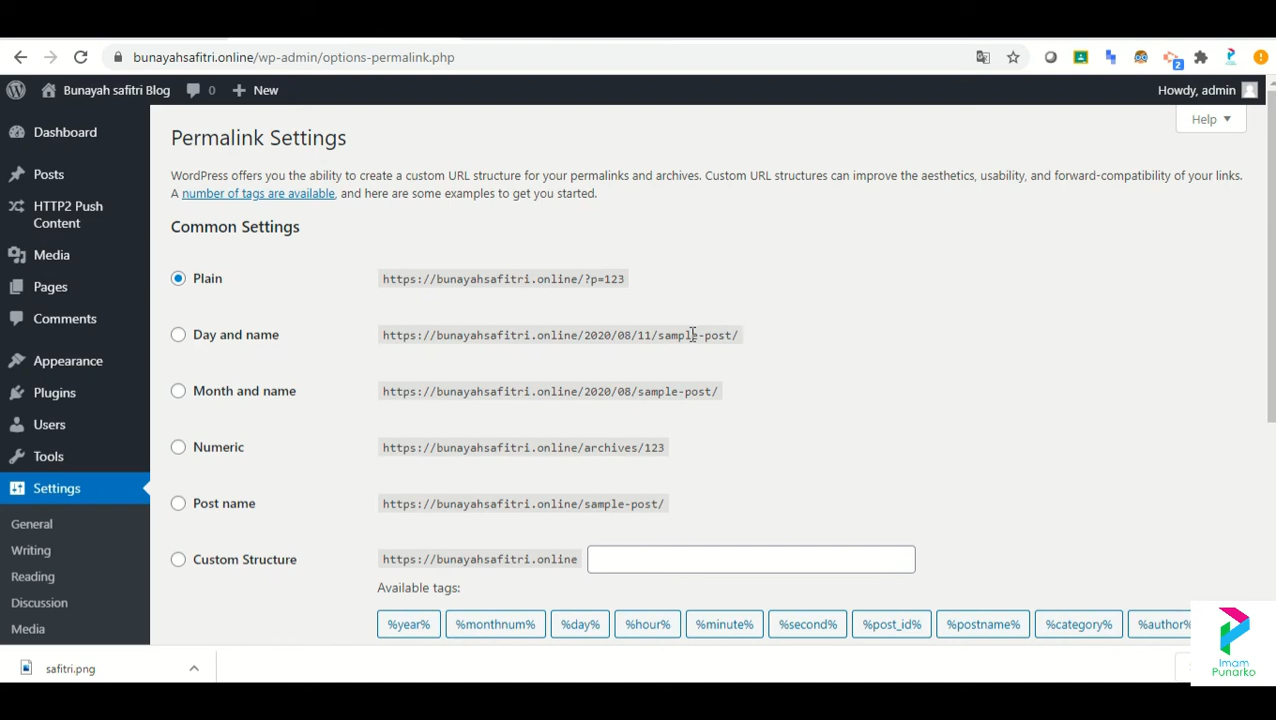 bunayahsafitri.online/wp-admin/options-permalink.php
2
Bunayah safitri Blog
0
New
Howdy, admin
Dashboard
Posts
HTTP2 Push
Content
Media
Pages
Comments
Appearance
Plugins
Users
Tools
Settings
General
Writing
Reading
Discussion
Media
Help
Permalink Settings
WordPress offers you the ability to create a custom URL structure for your permalinks and archives. Custom URL structures can improve the aesthetics, usability, and forward-compatibility of your links.
A number of tags are available, and here are some examples to get you started.
Common Settings
Plain https://bunayahsafitri.online/?p=123
Day and name https://bunayahsafitri.online/2020/08/11/sample-post/
Month and name https://bunayahsafitri.online/2020/08/sample-post/
Numeric https://bunayahsafitri.online/archives/123
Post name https://bunayahsafitri.online/sample-post/
Custom Structure https://bunayahsafitri.online
Available tags:
%year% %monthnum% %day% %hour% %minute% %second% %post_id% %postname% %category% %author%
safitri.png
Imam
Punarko